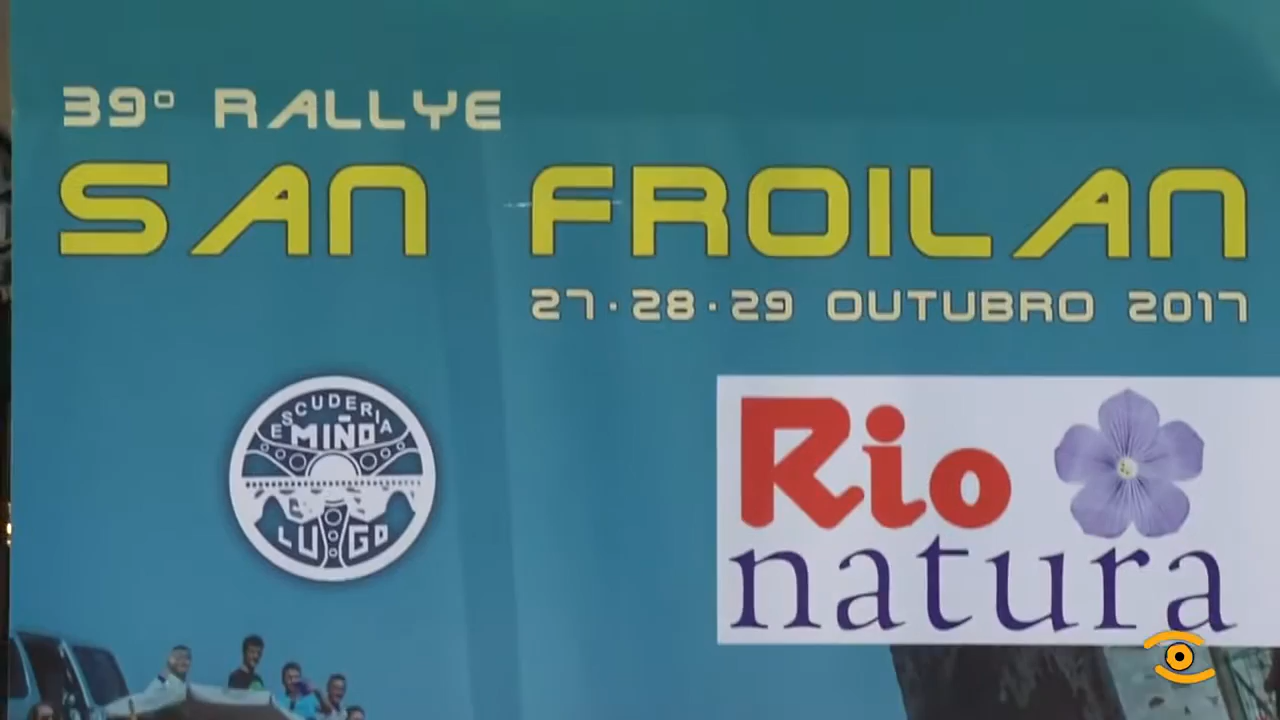 39º RALLYE
SAN FROILAN
27·28·29 OUTUBRO 2017
ESCUDERIA
MIÑO
LUGO
Rio
natura